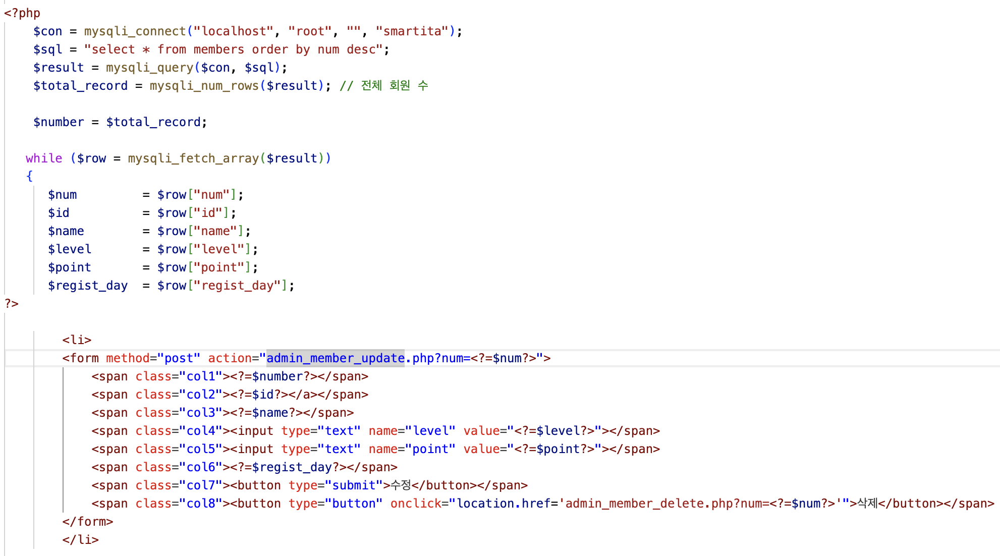 <?php
$con = mysqli_connect("localhost", "root", "", "smartita");
$sql = "select * from members order by num desc";
$result = mysqli_query($con, $sql);
$total_record = mysqli_num_rows($result); // 전체 회원 수
$number = $total_record;
while ($row = mysqli_fetch_array($result))
{
$num         = $row["num"];
$id          = $row["id"];
$name        = $row["name"];
$level       = $row["level"];
$point       = $row["point"];
$regist_day  = $row["regist_day"];
?>
<li>
<form method="post" action="admin_member_update.php?num=<?=$num?>">
<span class="col1"><?=$number?></span>
<span class="col2"><?=$id?></a></span>
<span class="col3"><?=$name?></span>
<span class="col4"><input type="text" name="level" value="<?=$level?>"></span>
<span class="col5"><input type="text" name="point" value="<?=$point?>"></span>
<span class="col6"><?=$regist_day?></span>
<span class="col7"><button type="submit">수정</button></span>
<span class="col8"><button type="button" onclick="location.href='admin_member_delete.php?num=<?=$num?>'">삭제</button></span>
</form>
</li>